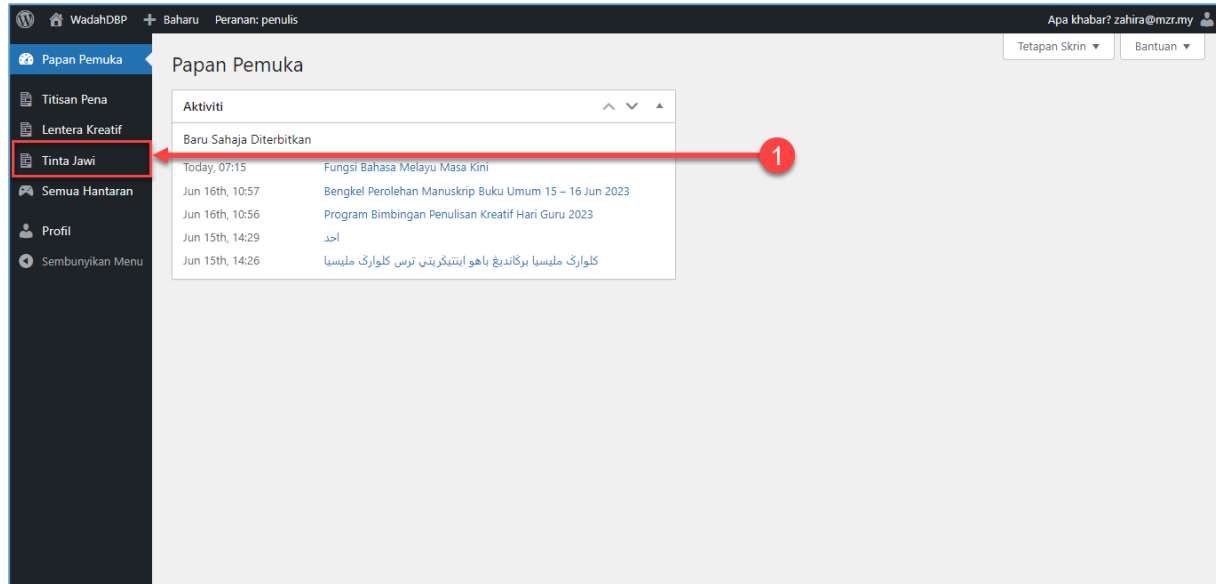 WadahDBP + Baharu Peranan: penulis Apa khabar? zahira@mzr.my
Tetapan Skrin ▼ Bantuan ▼
Papan Pemuka
Titisan Pena
Lentera Kreatif
Tinta Jawi
Semua Hantaran
Profil
Sembunyikan Menu
Papan Pemuka
Aktiviti
Baru Sahaja Diterbitkan
Today, 07:15 Fungsi Bahasa Melayu Masa Kini
Jun 16th, 10:57 Bengkel Perolehan Manuskrip Buku Umum 15 – 16 Jun 2023
Jun 16th, 10:56 Program Bimbingan Penulisan Kreatif Hari Guru 2023
Jun 15th, 14:29 احد
Jun 15th, 14:26 کلوارݢ مليسيا برݢانديڠ باهو اينتيݢريتي ترس کلوارݢ مليسيا
1